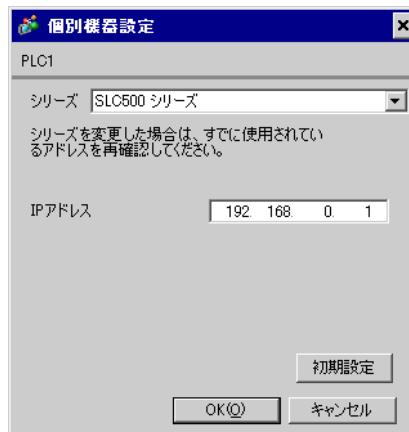 個別機器設定
PLC1
シリーズ SLC500 シリーズ
シリーズを変更した場合は、すでに使用されてい
るアドレスを再確認してください。
IPアドレス 192. 168. 0. 1
初期設定
OK(O) キャンセル